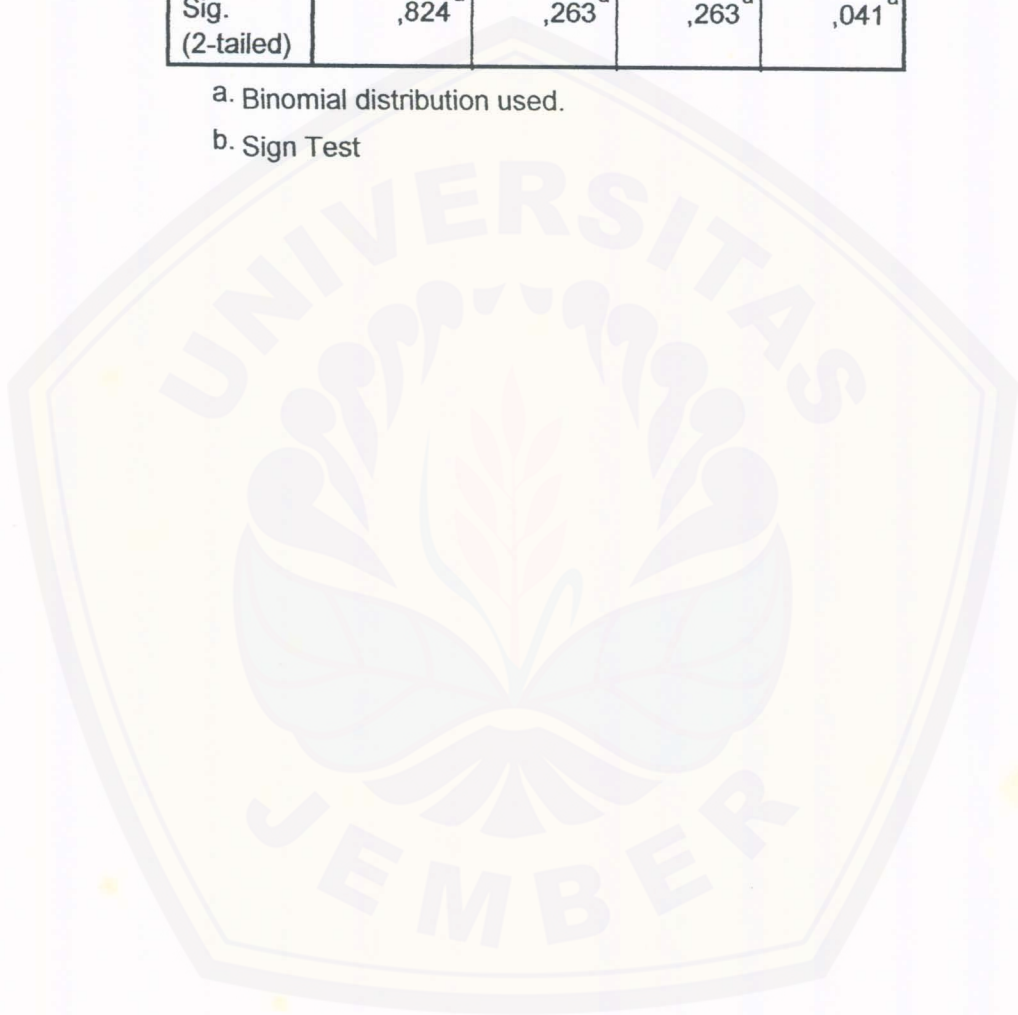 Sig. ,824 a ,263 a ,263 a ,041 a
(2-tailed)
a. Binomial distribution used.
b. Sign Test
UNIVERSITAS
JEMBER